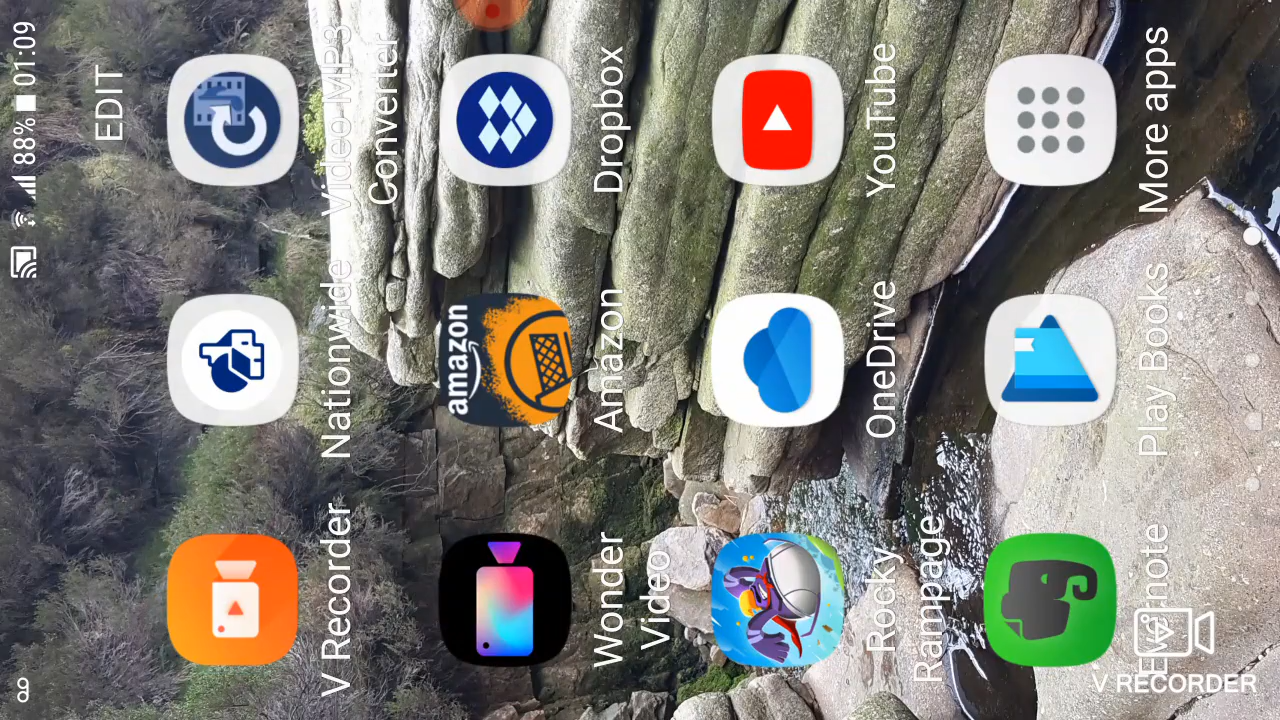 88% 01:09
EDIT
V Recorder
Nationwide
Video MP3
Converter
amazon
Wonder
Video
Amazon
Dropbox
Rocky
Rampage
OneDrive
YouTube
Evernote
Play Books
More apps
V RECORDER